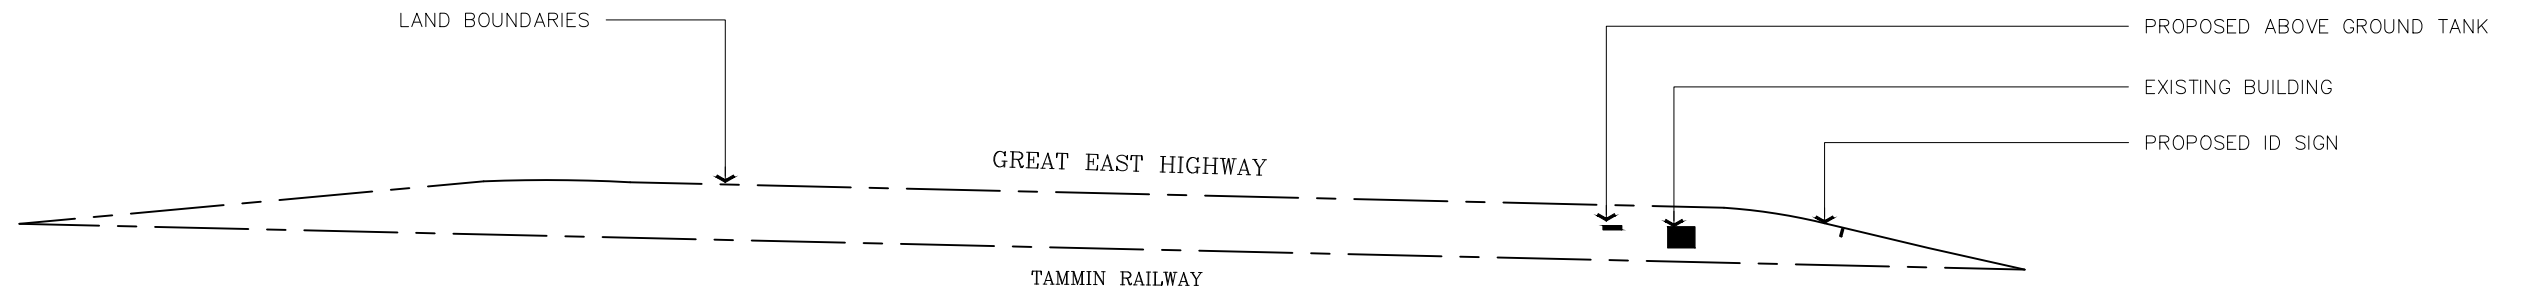 LAND BOUNDARIES
PROPOSED ABOVE GROUND TANK
EXISTING BUILDING
PROPOSED ID SIGN
GREAT EAST HIGHWAY
TAMMIN RAILWAY